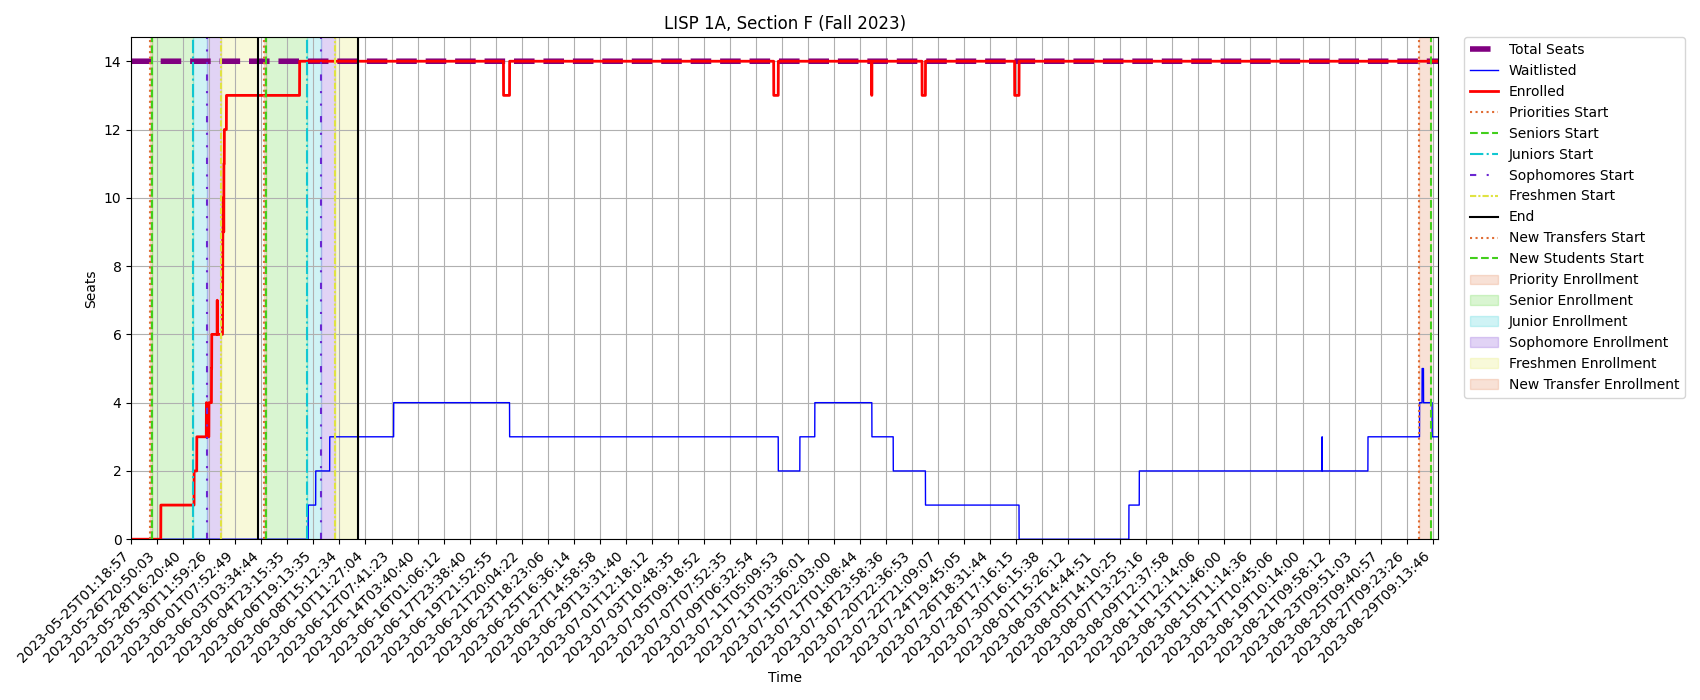 LISP 1A, Section F (Fall 2023)
Seats
14
12
10
8
6
4
2
0
2023-05-25T01:18:57
2023-05-26T20:50:03
2023-05-28T16:20:40
2023-05-30T11:59:26
2023-06-01T07:52:49
2023-06-03T03:34:44
2023-06-04T23:15:35
2023-06-06T19:13:35
2023-06-08T15:12:34
2023-06-10T11:27:04
2023-06-12T07:41:23
2023-06-14T03:40:40
2023-06-16T01:06:12
2023-06-17T23:38:40
2023-06-19T21:52:55
2023-06-21T20:04:22
2023-06-23T18:23:06
2023-06-25T16:36:14
2023-06-27T14:58:58
2023-06-29T13:31:40
2023-07-01T12:18:12
2023-07-03T10:48:35
2023-07-05T09:18:52
2023-07-07T07:52:35
2023-07-09T06:32:54
2023-07-11T05:09:53
2023-07-13T03:36:01
2023-07-15T02:03:00
2023-07-17T01:08:44
2023-07-18T23:58:36
2023-07-20T22:36:53
2023-07-22T21:09:07
2023-07-24T19:45:05
2023-07-26T18:31:44
2023-07-28T17:16:15
2023-07-30T16:15:38
2023-08-01T15:26:12
2023-08-03T14:44:51
2023-08-05T14:10:25
2023-08-07T13:25:16
2023-08-09T12:37:58
2023-08-11T12:14:06
2023-08-13T11:46:00
2023-08-15T11:14:36
2023-08-17T10:45:06
2023-08-19T10:14:00
2023-08-21T09:58:12
2023-08-23T09:51:03
2023-08-25T09:40:57
2023-08-27T09:23:26
2023-08-29T09:13:46
Time
Total Seats
Waitlisted
Enrolled
Priorities Start
Seniors Start
Juniors Start
Sophomores Start
Freshmen Start
End
New Transfers Start
New Students Start
Priority Enrollment
Senior Enrollment
Junior Enrollment
Sophomore Enrollment
Freshmen Enrollment
New Transfer Enrollment